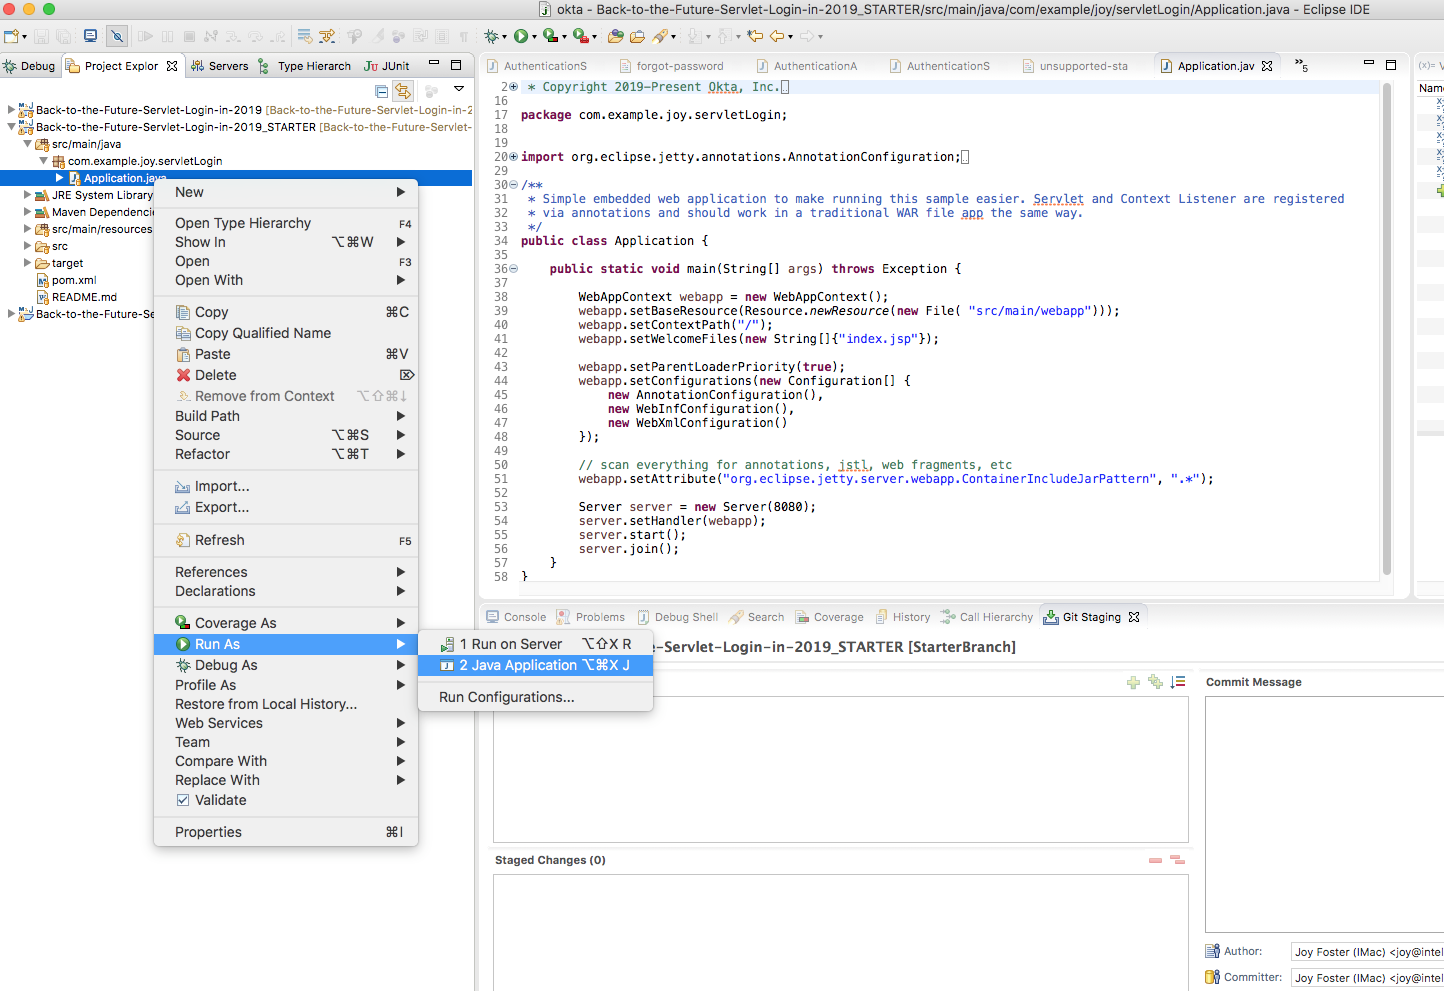 okta - Back-to-the-Future-Servlet-Login-in-2019_STARTER/src/main/java/com/example/joy/servletLogin/Application.java - Eclipse IDE
Debug
Project Explor
Servers
Type Hierarch
JUnit
Back-to-the-Future-Servlet-Login-in-2019 [Back-to-the-Future-Servlet-Login-in-2
Back-to-the-Future-Servlet-Login-in-2019_STARTER [Back-to-the-Future-Servlet-
src/main/java
com.example.joy.servletLogin
Application.java
JRE System Library
Maven Dependenci
src/main/resources
src
target
pom.xml
README.md
Back-to-the-Future-Se
New
Open Type Hierarchy F4
Show In ⌥⌘W
Open F3
Open With
Copy ⌘C
Copy Qualified Name
Paste ⌘V
Delete ⌦
Remove from Context ⌥⇧⌘↓
Build Path
Source ⌥⌘S
Refactor ⌥⌘T
Import...
Export...
Refresh F5
References
Declarations
Coverage As
Run As
Debug As
Profile As
Restore from Local History...
Web Services
Team
Compare With
Replace With
Validate
Properties ⌘I
1 Run on Server ⌥⇧X R
2 Java Application ⌥⌘X J
Run Configurations...
AuthenticationS
forgot-password
AuthenticationA
AuthenticationS
unsupported-sta
Application.jav
»5
2 * Copyright 2019-Present Okta, Inc.
16
17 package com.example.joy.servletLogin;
18
19
20 import org.eclipse.jetty.annotations.AnnotationConfiguration;
29
30 /**
31 * Simple embedded web application to make running this sample easier. Servlet and Context Listener are registered
32 * via annotations and should work in a traditional WAR file app the same way.
33 */
34 public class Application {
35
36 public static void main(String[] args) throws Exception {
37
38 WebAppContext webapp = new WebAppContext();
39 webapp.setBaseResource(Resource.newResource(new File( "src/main/webapp")));
40 webapp.setContextPath("/");
41 webapp.setWelcomeFiles(new String[]{"index.jsp"});
42
43 webapp.setParentLoaderPriority(true);
44 webapp.setConfigurations(new Configuration[] {
45 new AnnotationConfiguration(),
46 new WebInfConfiguration(),
47 new WebXmlConfiguration()
48 });
49
50 // scan everything for annotations, jstl, web fragments, etc
51 webapp.setAttribute("org.eclipse.jetty.server.webapp.ContainerIncludeJarPattern", ".*");
52
53 Server server = new Server(8080);
54 server.setHandler(webapp);
55 server.start();
56 server.join();
57 }
58 }
(x)= V
Name
Console
Problems
Debug Shell
Search
Coverage
History
Call Hierarchy
Git Staging
-Servlet-Login-in-2019_STARTER [StarterBranch]
Commit Message
Staged Changes (0)
Author: Joy Foster (IMac) <joy@intel
Committer: Joy Foster (IMac) <joy@intel